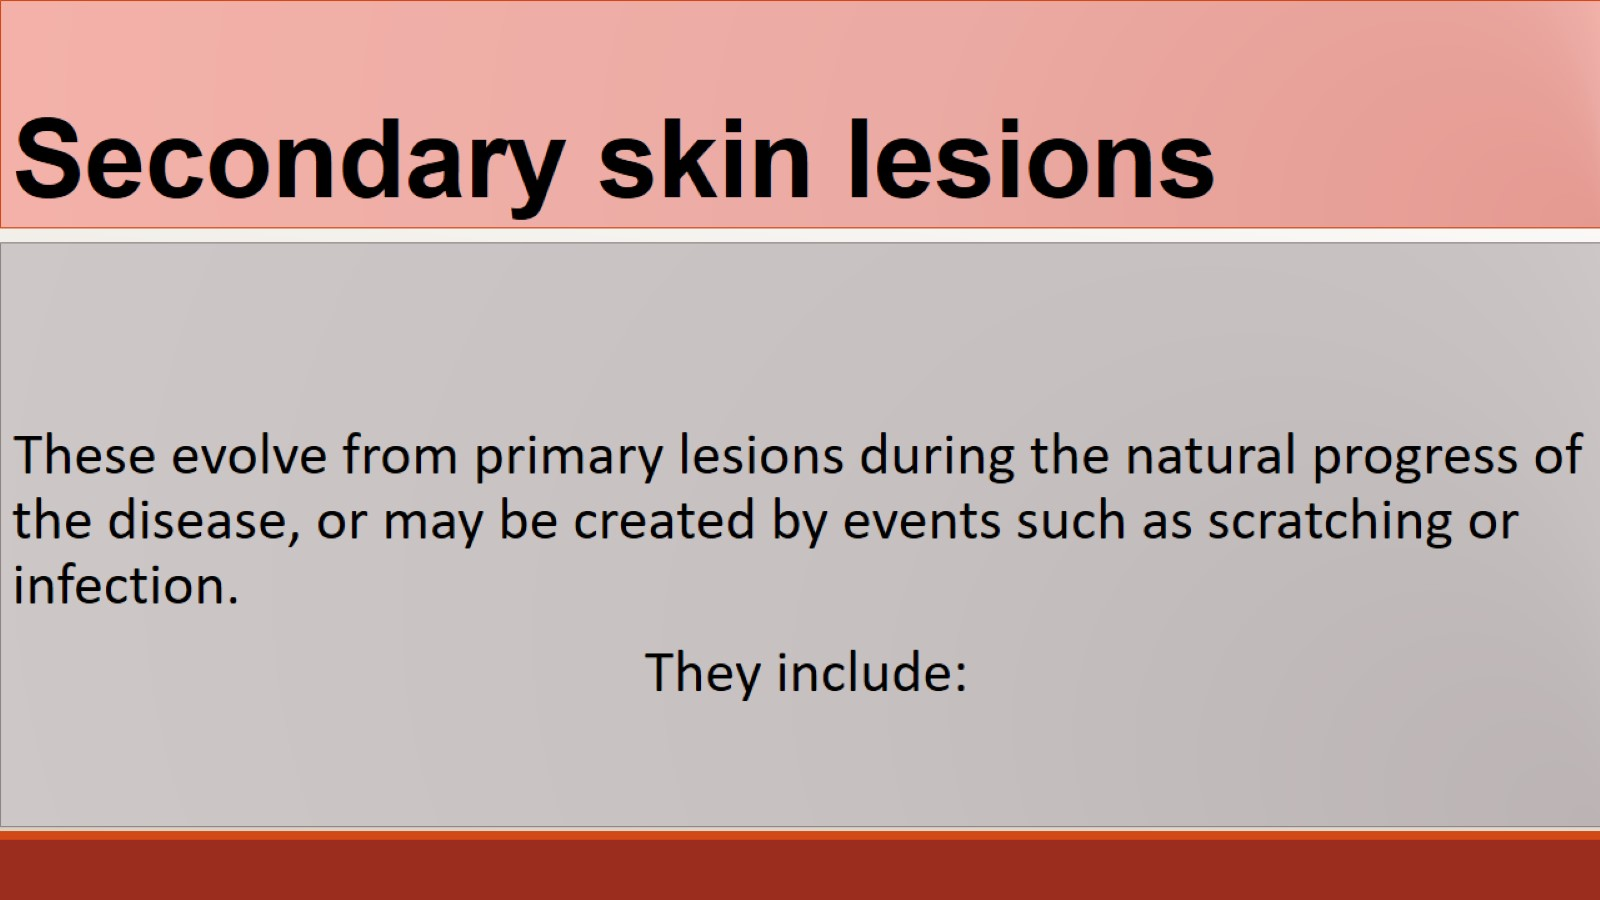 Secondary skin lesions
These evolve from primary lesions during the natural progress of
the disease, or may be created by events such as scratching or
infection.
They include: